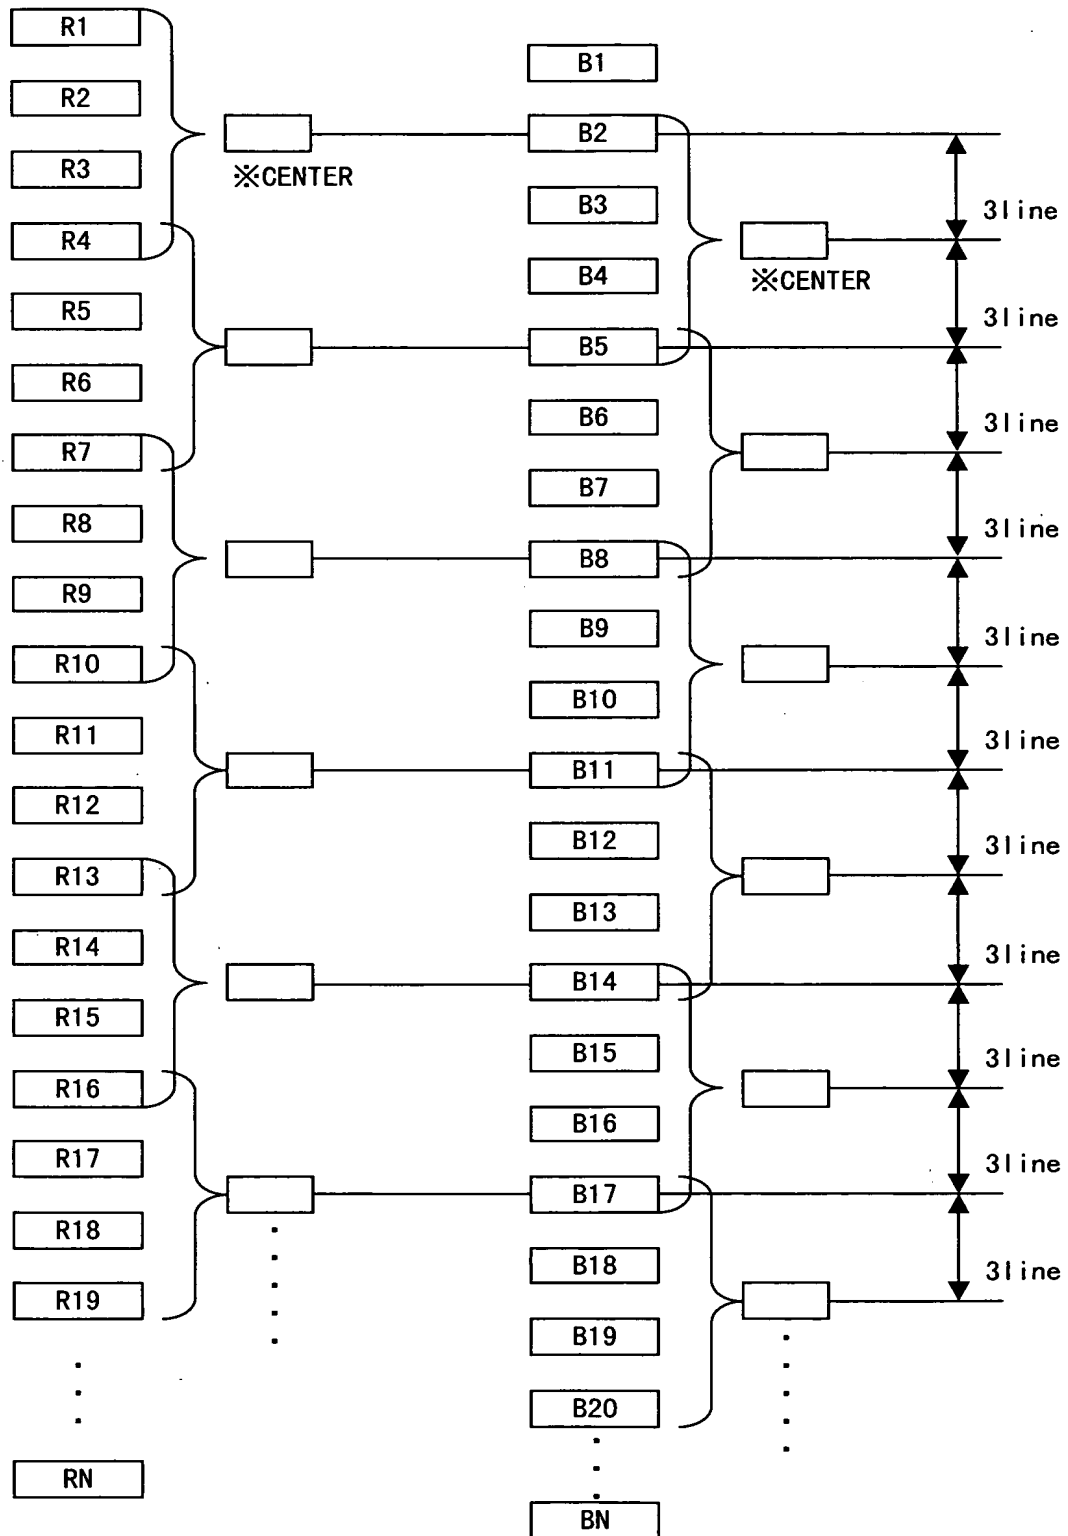 R1
R2
R3
R4
R5
R6
R7
R8
R9
R10
R11
R12
R13
R14
R15
R16
R17
R18
R19
RN
※CENTER
B1
B2
B3
B4
B5
B6
B7
B8
B9
B10
B11
B12
B13
B14
B15
B16
B17
B18
B19
B20
BN
※CENTER
3line
3line
3line
3line
3line
3line
3line
3line
3line
3line
3line